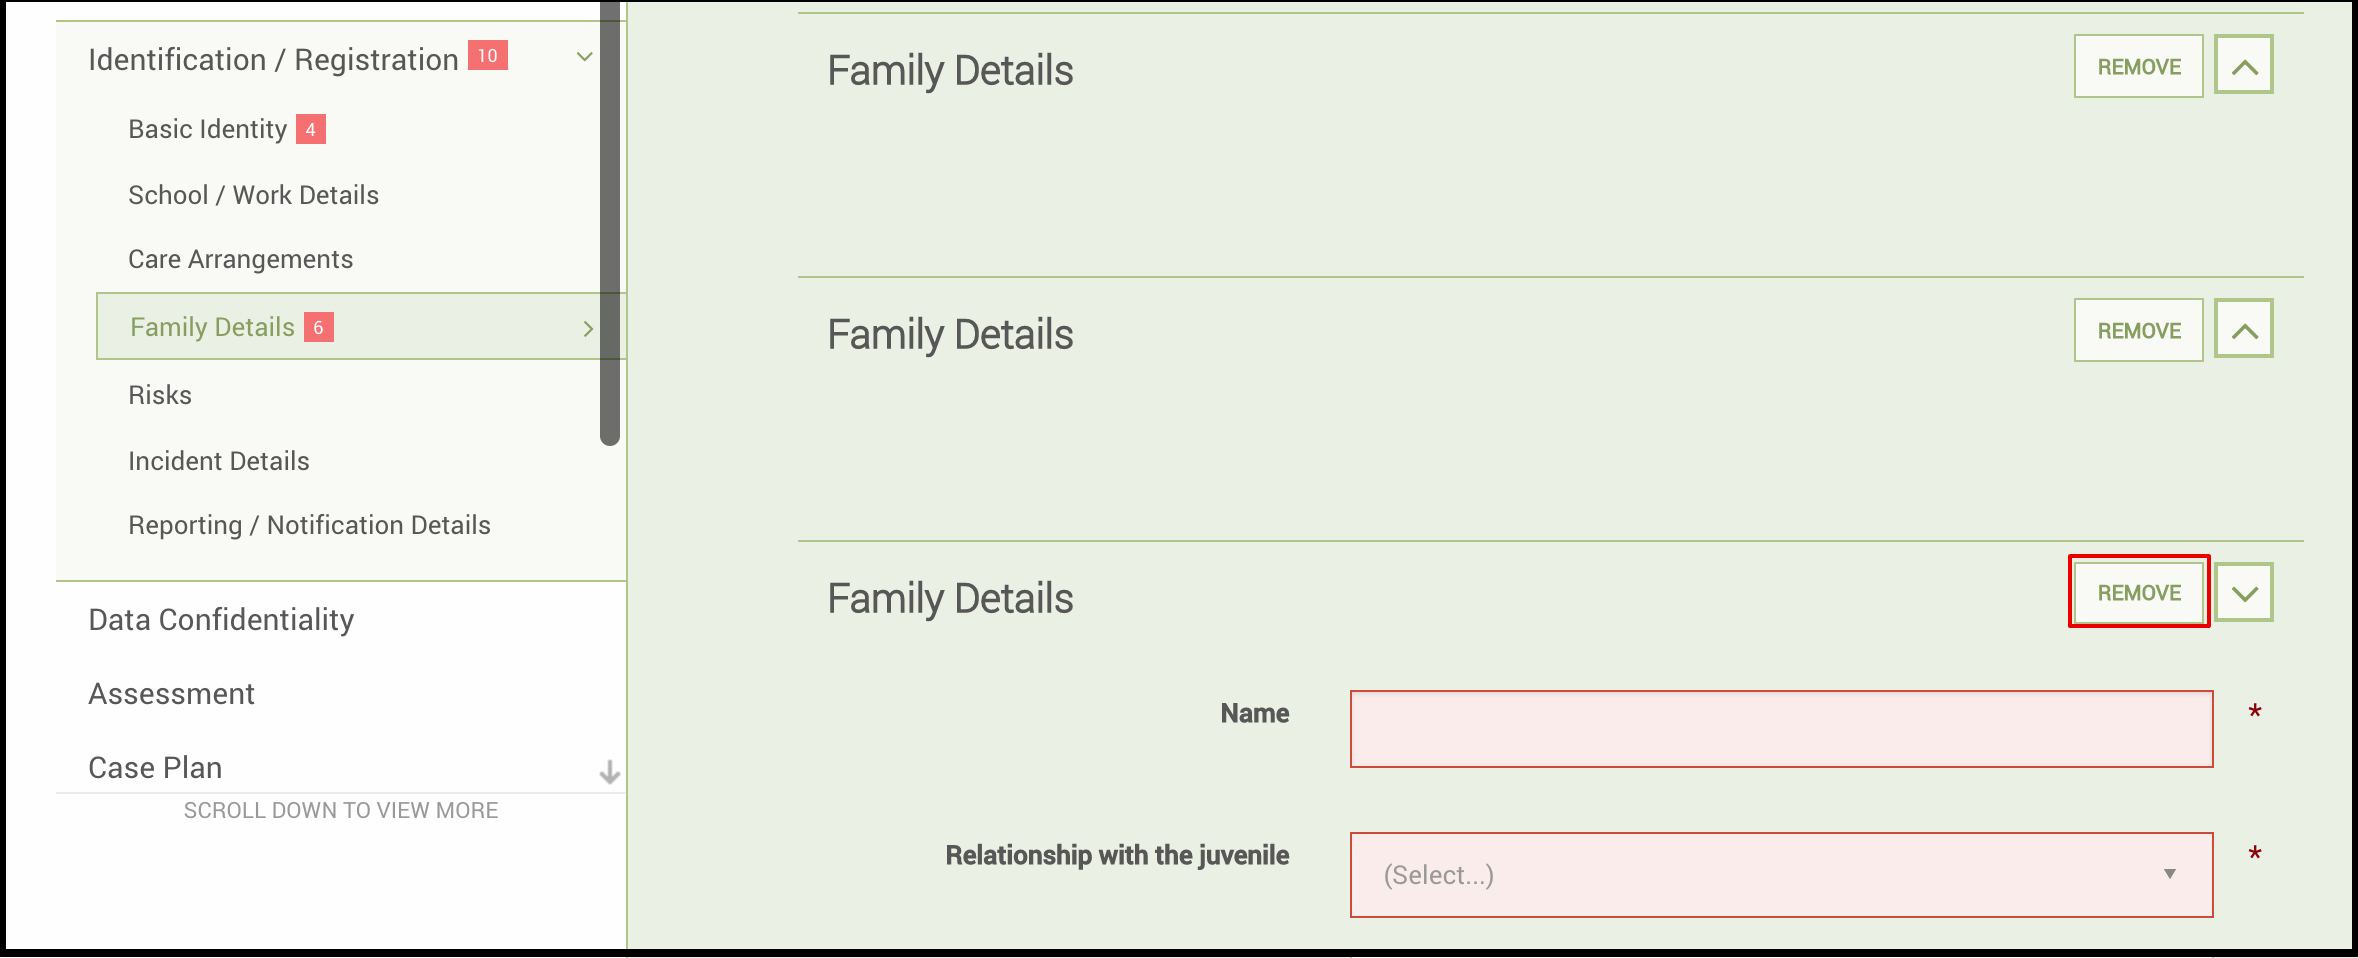 Identification / Registration 10
Basic Identity 4
School / Work Details
Care Arrangements
Family Details 6
Risks
Incident Details
Reporting / Notification Details
Data Confidentiality
Assessment
Case Plan
SCROLL DOWN TO VIEW MORE
Family Details REMOVE
Family Details REMOVE
Family Details REMOVE
Name *
Relationship with the juvenile (Select...) *